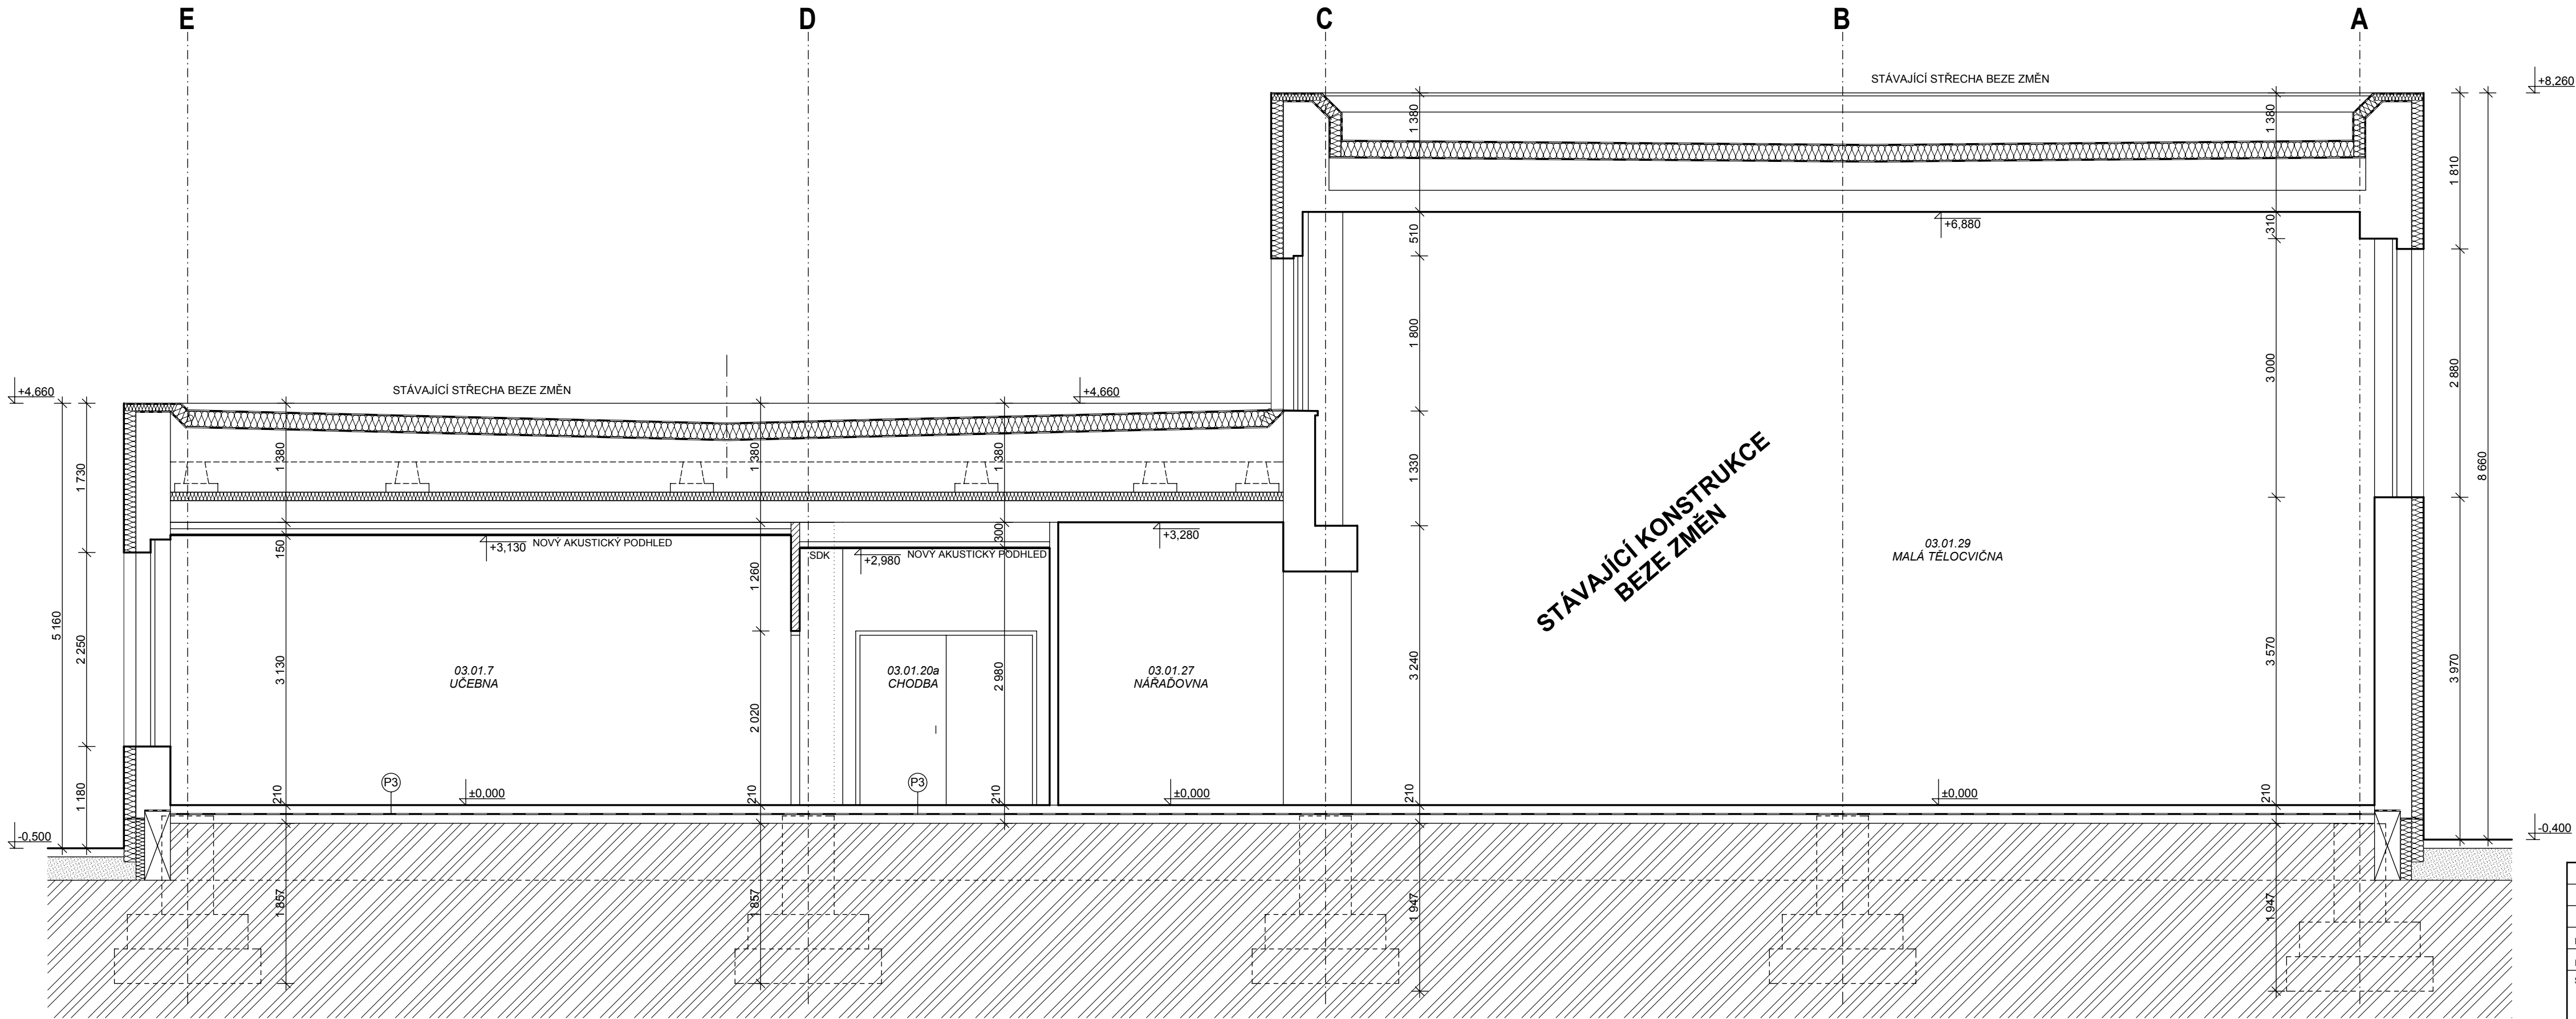 E
D
C
B
A
STÁVAJÍCÍ STŘECHA BEZE ZMĚN
+8,260
1 380
1 380
1 810
+6,880
510
310
1 800
3 000
2 880
8 660
+4,660
STÁVAJÍCÍ STŘECHA BEZE ZMĚN
+4,660
1 380
1 380
1 380
1 730
1 330
STÁVAJÍCÍ KONSTRUKCE
BEZE ZMĚN
03.01.29
MALÁ TĚLOCVIČNA
150
+3,130
NOVÝ AKUSTICKÝ PODHLED
300
+3,280
SDK
+2,980
NOVÝ AKUSTICKÝ PODHLED
1 260
5 160
2 250
3 130
03.01.7
UČEBNA
2 020
03.01.20a
CHODBA
2 980
03.01.27
NÁŘAĎOVNA
3 240
3 570
3 970
1 180
210
P3
±0,000
210
P3
210
±0,000
210
±0,000
210
-0,500
-0,400
1 857
1 857
1 947
1 947